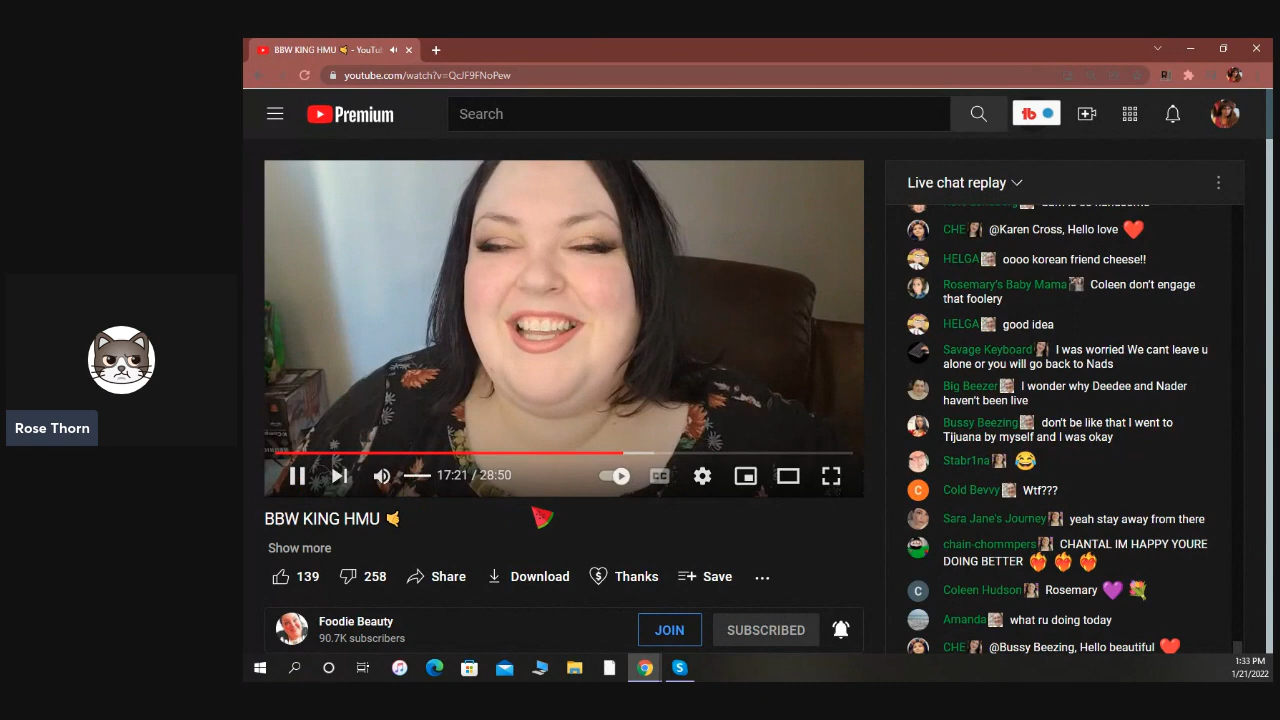 BBW KING HMU 🤙 - YouTu
youtube.com/watch?v=QcJF9FNoPew
Premium
Search
Live chat replay
CHE @Karen Cross, Hello love ❤️
HELGA oooo korean friend cheese!!
Rosemary's Baby Mama Coleen don't engage
that foolery
HELGA good idea
Savage Keyboard I was worried We cant leave u
alone or you will go back to Nads
Big Beezer I wonder why Deedee and Nader
haven't been live
Bussy Beezing don't be like that I went to
Tijuana by myself and I was okay
Stabr1na 😂
C Cold Bevvy Wtf???
Sara Jane's Journey yeah stay away from there
chain-chommpers CHANTAL IM HAPPY YOURE
DOING BETTER ❤️‍🔥 ❤️‍🔥 ❤️‍🔥
C Coleen Hudson Rosemary 💜 💐
Amanda what ru doing today
CHE @Bussy Beezing, Hello beautiful ❤️
Rose Thorn
17:21 / 28:50
CC
BBW KING HMU 🤙
Show more
139 258 Share Download Thanks Save ...
Foodie Beauty
90.7K subscribers
JOIN SUBSCRIBED
1:33 PM
1/21/2022